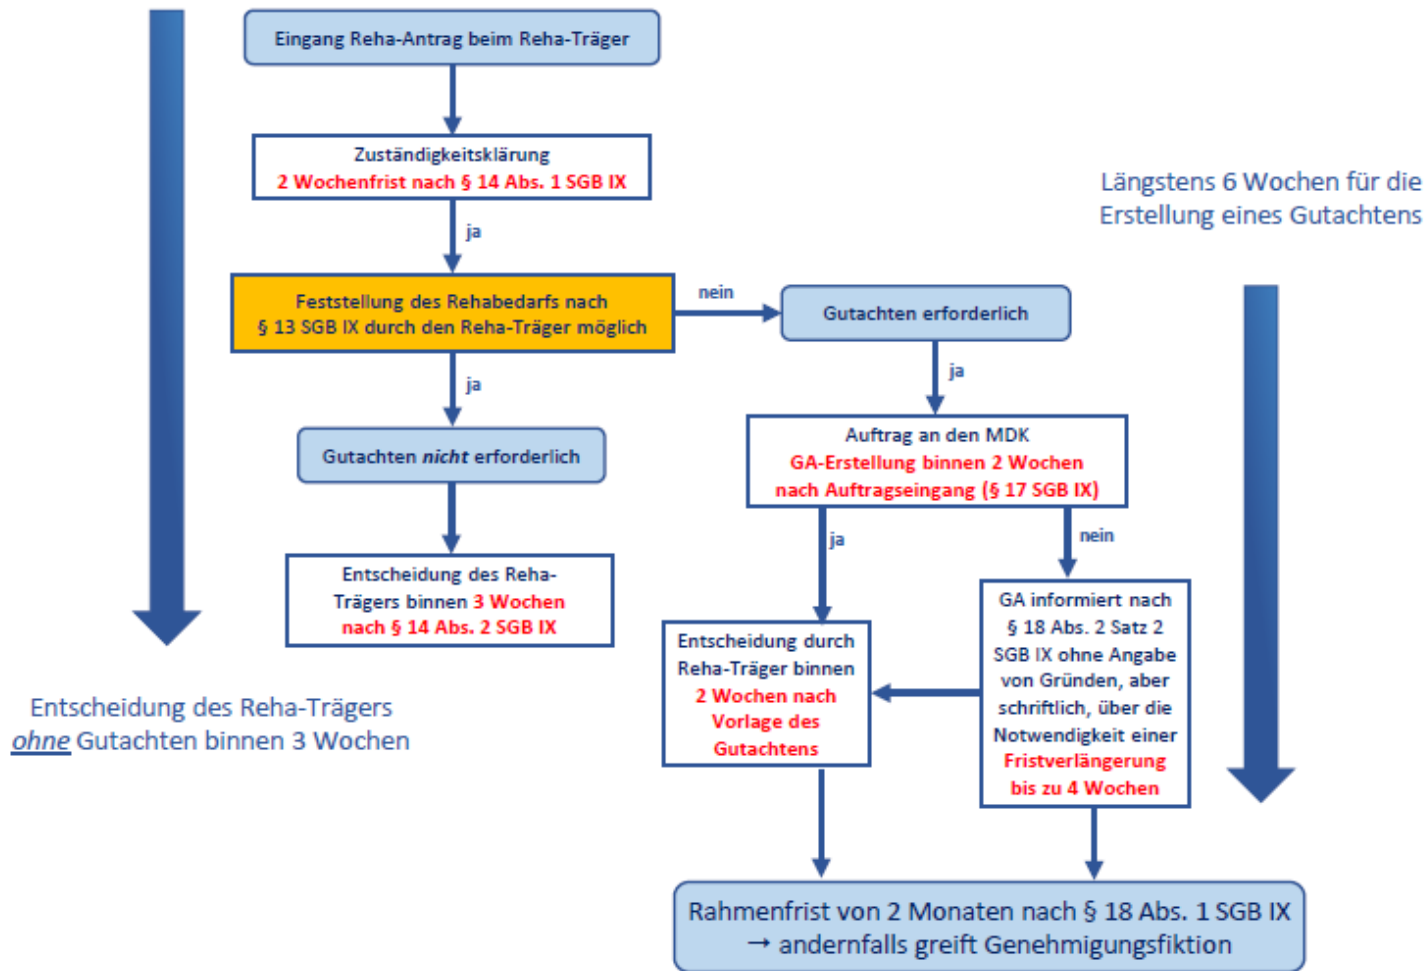 Eingang Reha-Antrag beim Reha-Träger
Zuständigkeitsklärung
2 Wochenfrist nach § 14 Abs. 1 SGB IX
ja
Feststellung des Rehabedarfs nach
§ 13 SGB IX durch den Reha-Träger möglich
nein
Gutachten erforderlich
ja
Gutachten nicht erforderlich
Entscheidung des Reha-
Trägers binnen 3 Wochen
nach § 14 Abs. 2 SGB IX
Entscheidung des Reha-Trägers
ohne Gutachten binnen 3 Wochen
Längstens 6 Wochen für die
Erstellung eines Gutachtens
ja
Auftrag an den MDK
GA-Erstellung binnen 2 Wochen
nach Auftragseingang (§ 17 SGB IX)
ja
nein
Entscheidung durch
Reha-Träger binnen
2 Wochen nach
Vorlage des
Gutachtens
GA informiert nach
§ 18 Abs. 2 Satz 2
SGB IX ohne Angabe
von Gründen, aber
schriftlich, über die
Notwendigkeit einer
Fristverlängerung
bis zu 4 Wochen
Rahmenfrist von 2 Monaten nach § 18 Abs. 1 SGB IX
→ andernfalls greift Genehmigungsfiktion